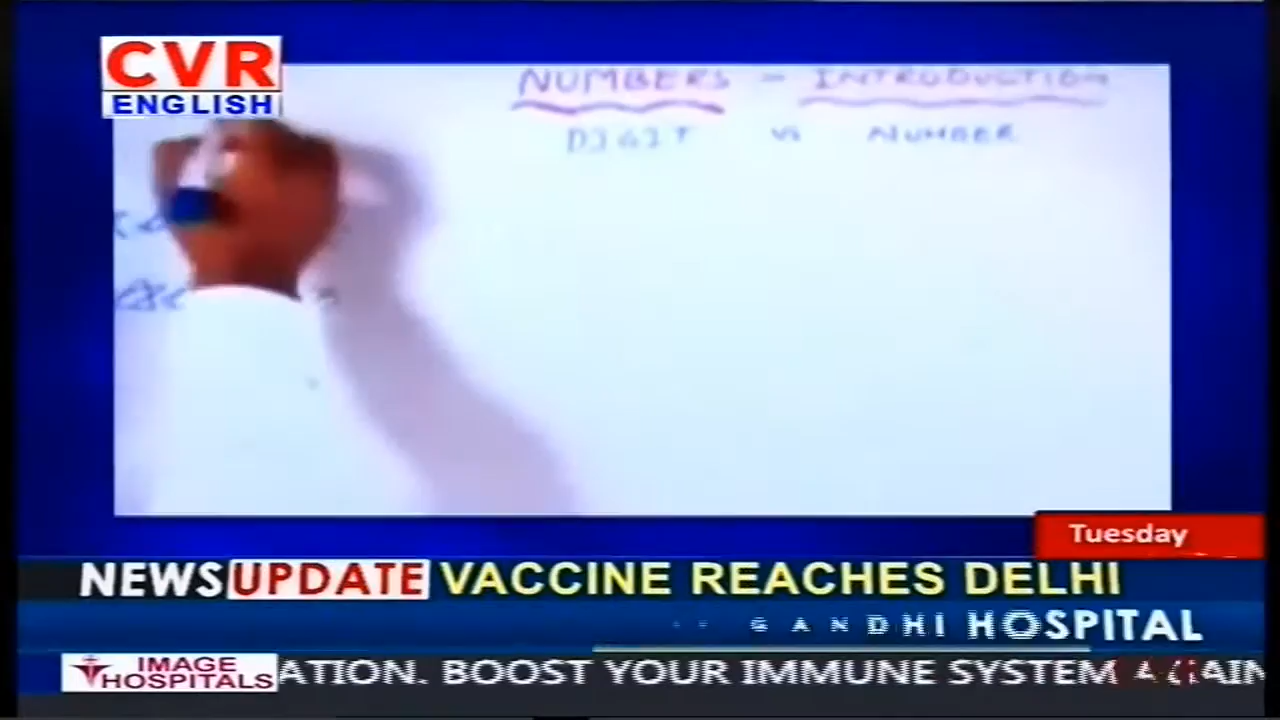 CVR
ENGLISH
NUMBERS - INTRODUCTION
DIGIT vs NUMBER
Tuesday
NEWS UPDATE VACCINE REACHES DELHI
GANDHI HOSPITAL
IMAGE HOSPITALS
ATION. BOOST YOUR IMMUNE SYSTEM AGAIN